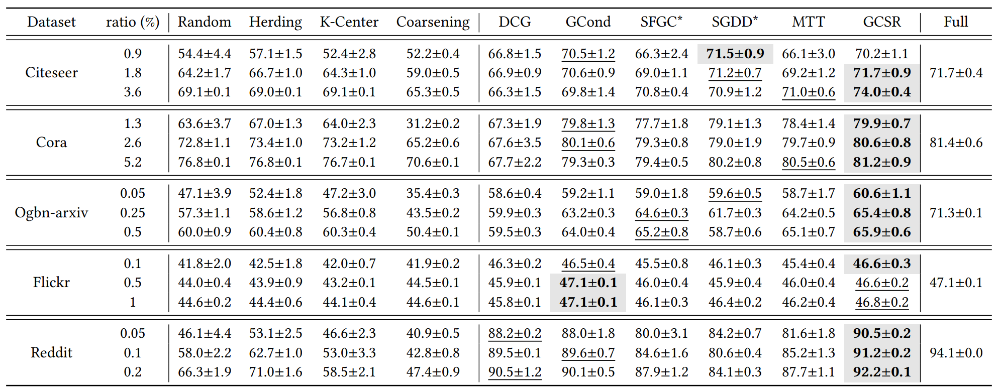 Dataset ratio (%) Random Herding K-Center Coarsening DCG GCond SFGC* SGDD* MTT GCSR Full
0.9 54.4±4.4 57.1±1.5 52.4±2.8 52.2±0.4 66.8±1.5 70.5±1.2 66.3±2.4 71.5±0.9 66.1±3.0 70.2±1.1
Citeseer 1.8 64.2±1.7 66.7±1.0 64.3±1.0 59.0±0.5 66.9±0.9 70.6±0.9 69.0±1.1 71.2±0.7 69.2±1.2 71.7±0.9 71.7±0.4
3.6 69.1±0.1 69.0±0.1 69.1±0.1 65.3±0.5 66.3±1.5 69.8±1.4 70.8±0.4 70.9±1.2 71.0±0.6 74.0±0.4
1.3 63.6±3.7 67.0±1.3 64.0±2.3 31.2±0.2 67.3±1.9 79.8±1.3 77.7±1.8 79.1±1.3 78.4±1.4 79.9±0.7
Cora 2.6 72.8±1.1 73.4±1.0 73.2±1.2 65.2±0.6 67.6±3.5 80.1±0.6 79.3±0.8 79.0±1.9 79.7±0.9 80.6±0.8 81.4±0.6
5.2 76.8±0.1 76.8±0.1 76.7±0.1 70.6±0.1 67.7±2.2 79.3±0.3 79.4±0.5 80.2±0.8 80.5±0.6 81.2±0.9
0.05 47.1±3.9 52.4±1.8 47.2±3.0 35.4±0.3 58.6±0.4 59.2±1.1 59.0±1.8 59.6±0.5 58.7±1.7 60.6±1.1
Ogbn-arxiv 0.25 57.3±1.1 58.6±1.2 56.8±0.8 43.5±0.2 59.9±0.3 63.2±0.3 64.6±0.3 61.7±0.3 64.2±0.5 65.4±0.8 71.3±0.1
0.5 60.0±0.9 60.4±0.8 60.3±0.4 50.4±0.1 59.5±0.3 64.0±0.4 65.2±0.8 58.7±0.6 65.1±0.7 65.9±0.6
0.1 41.8±2.0 42.5±1.8 42.0±0.7 41.9±0.2 46.3±0.2 46.5±0.4 45.5±0.8 46.1±0.3 45.4±0.4 46.6±0.3
Flickr 0.5 44.0±0.4 43.9±0.9 43.2±0.1 44.5±0.1 45.9±0.1 47.1±0.1 46.0±0.4 45.9±0.4 46.0±0.4 46.6±0.2 47.1±0.1
1 44.6±0.2 44.4±0.6 44.1±0.4 44.6±0.1 45.8±0.1 47.1±0.1 46.1±0.3 46.4±0.2 46.2±0.4 46.8±0.2
0.05 46.1±4.4 53.1±2.5 46.6±2.3 40.9±0.5 88.2±0.2 88.0±1.8 80.0±3.1 84.2±0.7 81.6±1.8 90.5±0.2
Reddit 0.1 58.0±2.2 62.7±1.0 53.0±3.3 42.8±0.8 89.5±0.1 89.6±0.7 84.6±1.6 80.6±0.4 85.2±1.3 91.2±0.2 94.1±0.0
0.2 66.3±1.9 71.0±1.6 58.5±2.1 47.4±0.9 90.5±1.2 90.1±0.5 87.9±1.2 84.1±0.3 87.7±1.1 92.2±0.1